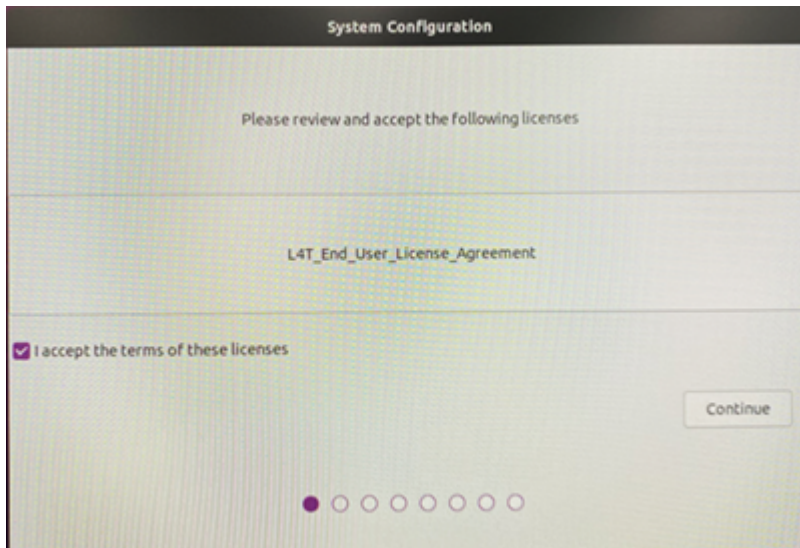 System Configuration
Please review and accept the following licenses
L4T_End_User_License_Agreement
I accept the terms of these licenses
Continue